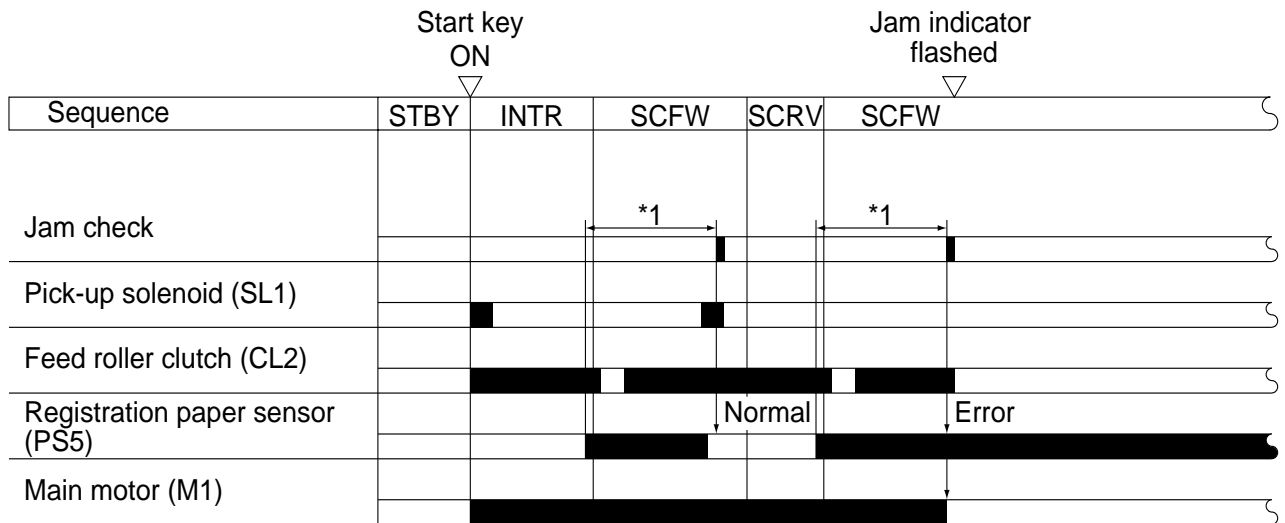 Start key
ON
Jam indicator
flashed
Sequence STBY INTR SCFW SCRV SCFW
Jam check *1 *1
Pick-up solenoid (SL1)
Feed roller clutch (CL2)
Registration paper sensor
(PS5) Normal Error
Main motor (M1)